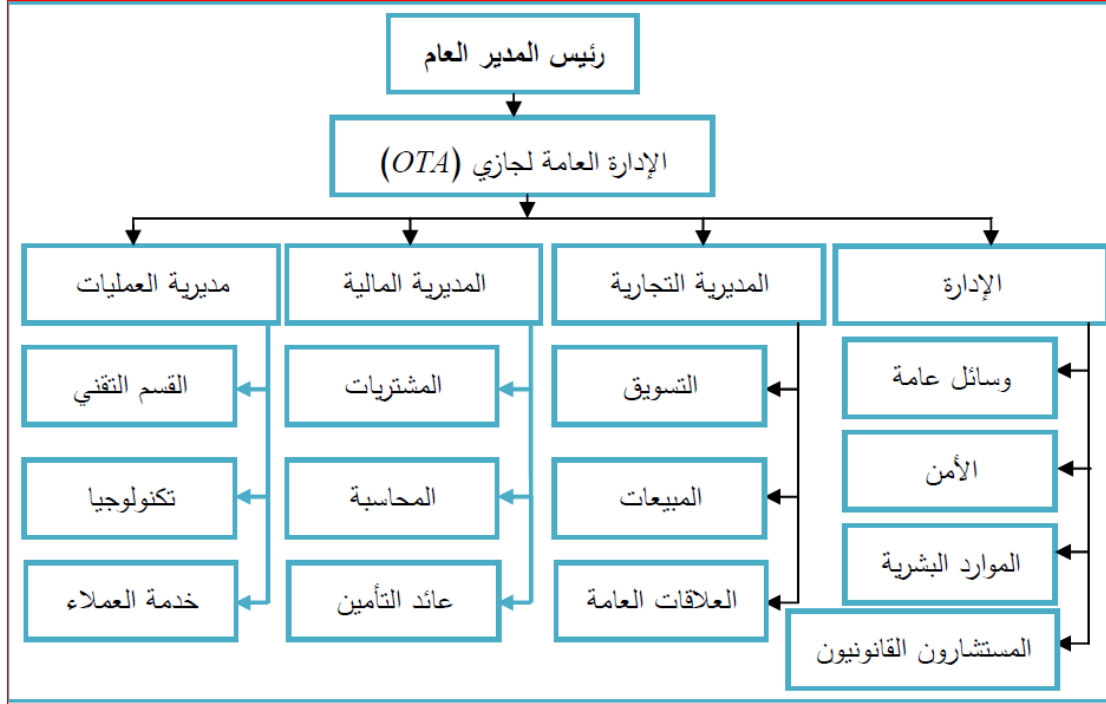 رئيس المدير العام
الإدارة العامة لجازي (OTA)
الإدارة
المديرية التجارية
المديرية المالية
مديرية العمليات
وسائل عامة
الأمن
الموارد البشرية
المستشارون القانونيون
التسويق
المبيعات
العلاقات العامة
المشتريات
المحاسبة
عائد التأمين
القسم التقني
تكنولوجيا
خدمة العملاء